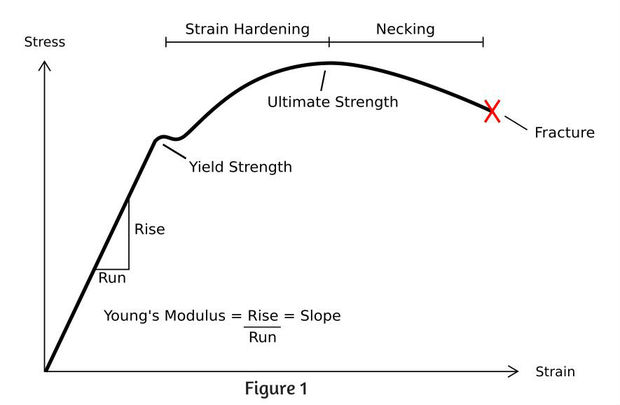 Strain Hardening
Necking
Stress
Ultimate Strength
Fracture
Yield Strength
Rise
Run
Young's Modulus = Rise = Slope
Run
Strain
Figure 1